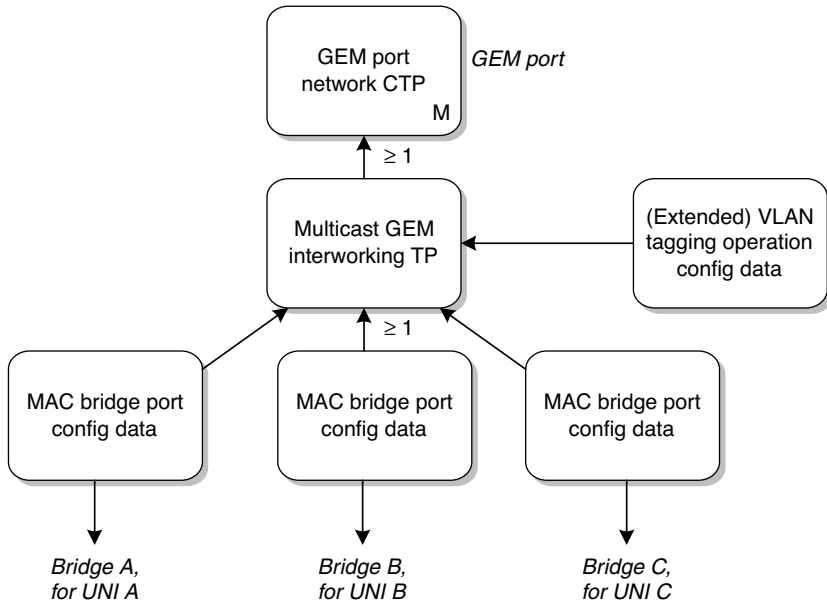 GEM port
network CTP
M
GEM port
≥ 1
Multicast GEM
interworking TP
(Extended) VLAN
tagging operation
config data
≥ 1
MAC bridge port
config data
MAC bridge port
config data
MAC bridge port
config data
Bridge A,
for UNI A
Bridge B,
for UNI B
Bridge C,
for UNI C